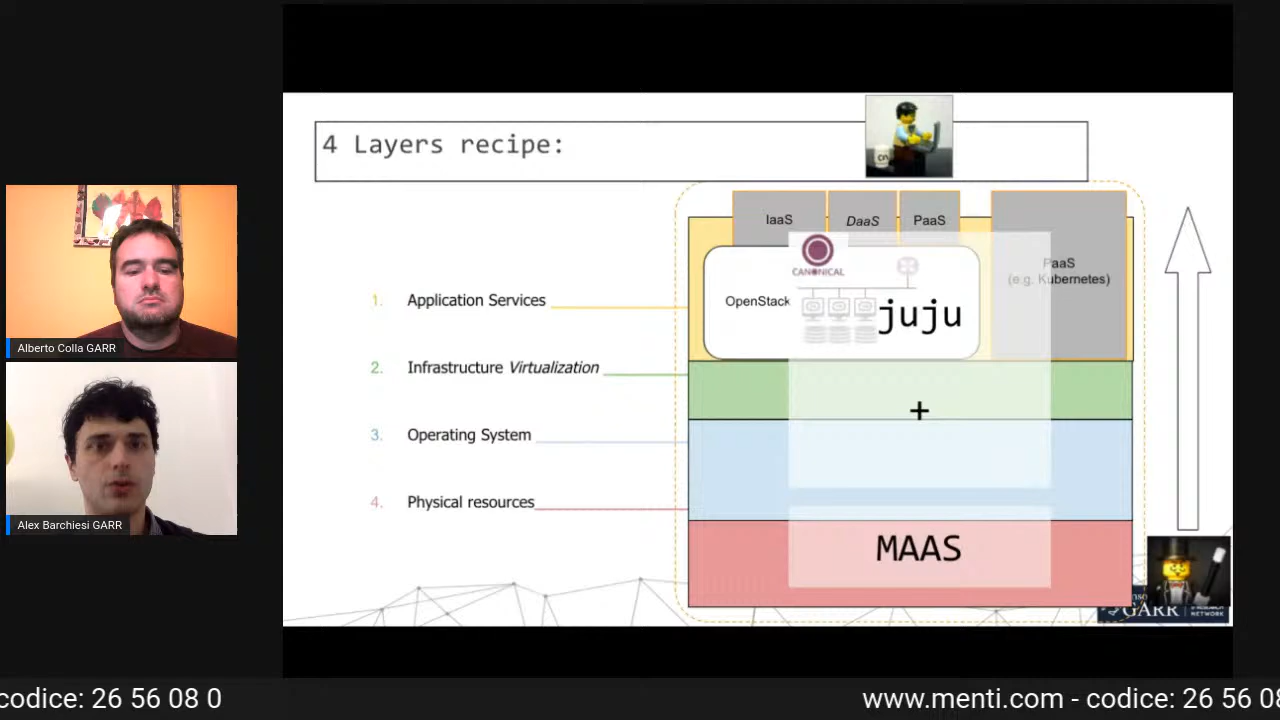 4 Layers recipe:
IaaS
DaaS
PaaS
PaaS
(e.g. Kubernetes)
CANONICAL
OpenStack
juju
1. Application Services
2. Infrastructure Virtualization
+
3. Operating System
4. Physical resources
MAAS
GARR
NETWORK
Alberto Colla GARR
Alex Barchiesi GARR
codice: 26 56 08 0
www.menti.com - codice: 26 56 08